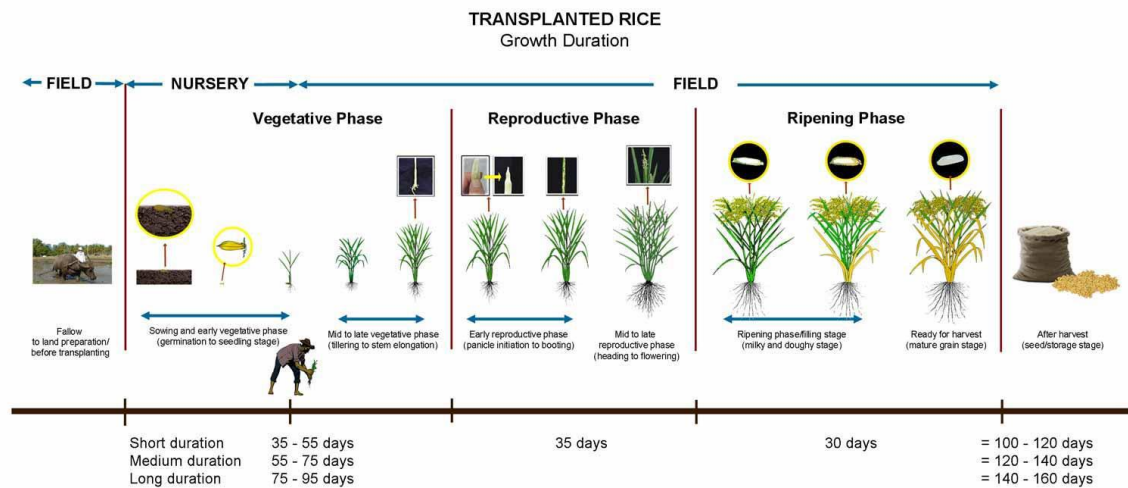 TRANSPLANTED RICE
Growth Duration
FIELD
NURSERY
FIELD
Vegetative Phase
Reproductive Phase
Ripening Phase
Fallow
to land preparation/
before transplanting
Sowing and early vegetative phase
(germination to seedling stage)
Mid to late vegetative phase
(tillering to stem elongation)
Early reproductive phase
(panicle initiation to booting)
Mid to late
reproductive phase
(heading to flowering)
Ripening phase/filling stage
(milky and doughy stage)
Ready for harvest
(mature grain stage)
After harvest
(seed/storage stage)
Short duration 35 - 55 days 35 days 30 days = 100 - 120 days
Medium duration 55 - 75 days = 120 - 140 days
Long duration 75 - 95 days = 140 - 160 days